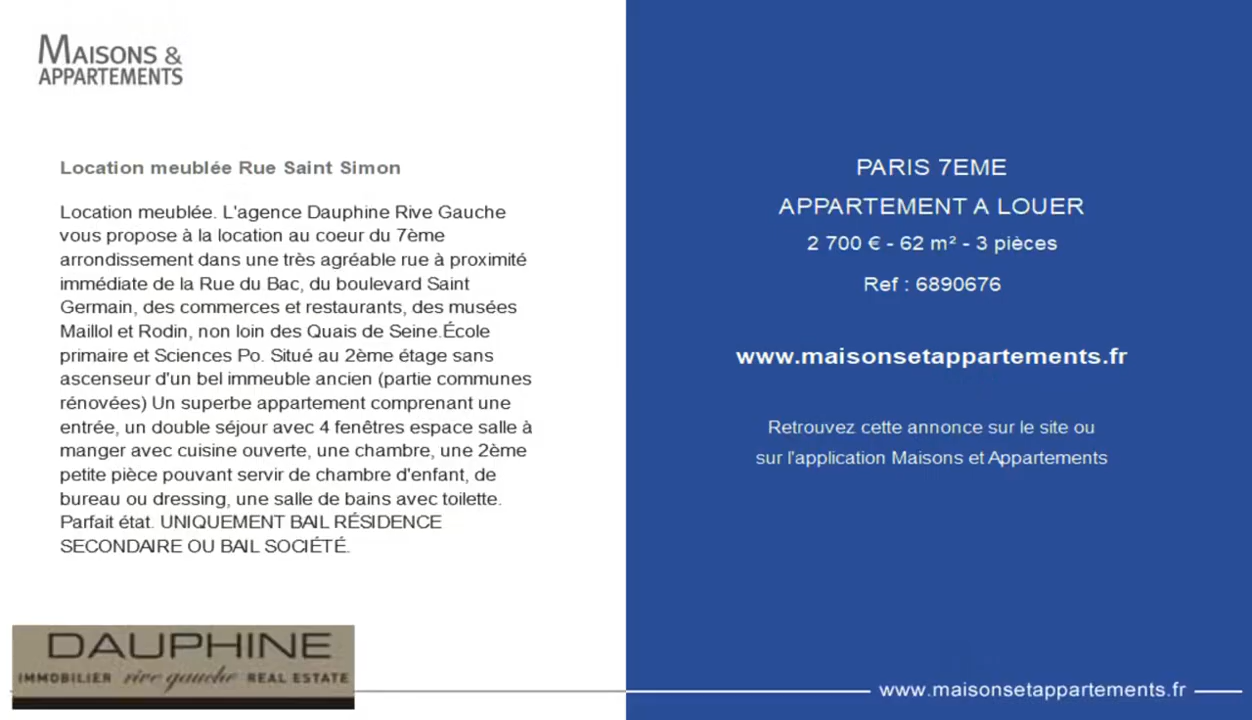 MAISONS &
APPARTEMENTS
Location meublée Rue Saint Simon
Location meublée. L'agence Dauphine Rive Gauche
vous propose à la location au coeur du 7ème
arrondissement dans une très agréable rue à proximité
immédiate de la Rue du Bac, du boulevard Saint
Germain, des commerces et restaurants, des musées
Maillol et Rodin, non loin des Quais de Seine.École
primaire et Sciences Po. Situé au 2ème étage sans
ascenseur d'un bel immeuble ancien (partie communes
rénovées) Un superbe appartement comprenant une
entrée, un double séjour avec 4 fenêtres espace salle à
manger avec cuisine ouverte, une chambre, une 2ème
petite pièce pouvant servir de chambre d'enfant, de
bureau ou dressing, une salle de bains avec toilette.
Parfait état. UNIQUEMENT BAIL RÉSIDENCE
SECONDAIRE OU BAIL SOCIÉTÉ.
DAUPHINE
IMMOBILIER rive gauche REAL ESTATE
PARIS 7EME
APPARTEMENT A LOUER
2 700 € - 62 m² - 3 pièces
Ref : 6890676
www.maisonsetappartements.fr
Retrouvez cette annonce sur le site ou
sur l'application Maisons et Appartements
www.maisonsetappartements.fr